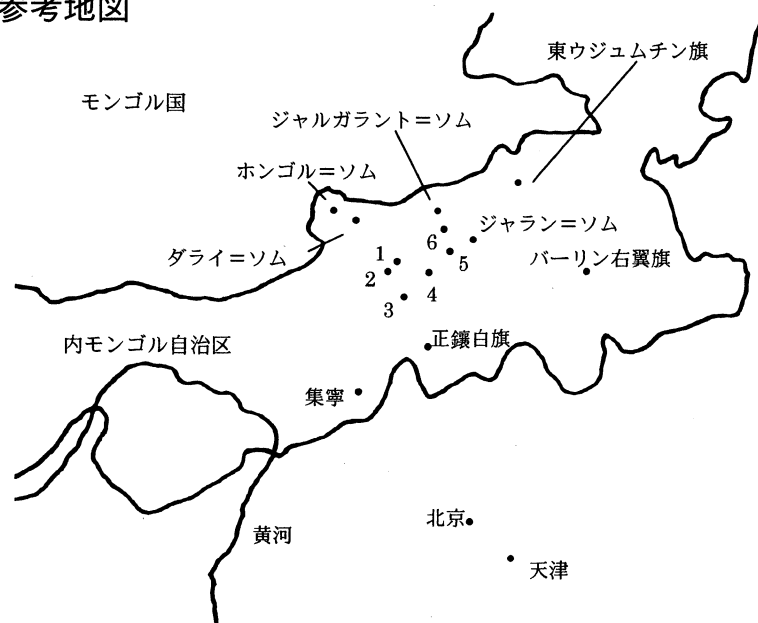 参考地図
東ウジュムチン旗
モンゴル国
ジャルガラント＝ソム
ホンゴル＝ソム
ジャラン＝ソム
6
ダライ＝ソム
1
5
バーリン右翼旗
2
4
3
正鑲白旗
内モンゴル自治区
集寧
北京
黄河
天津